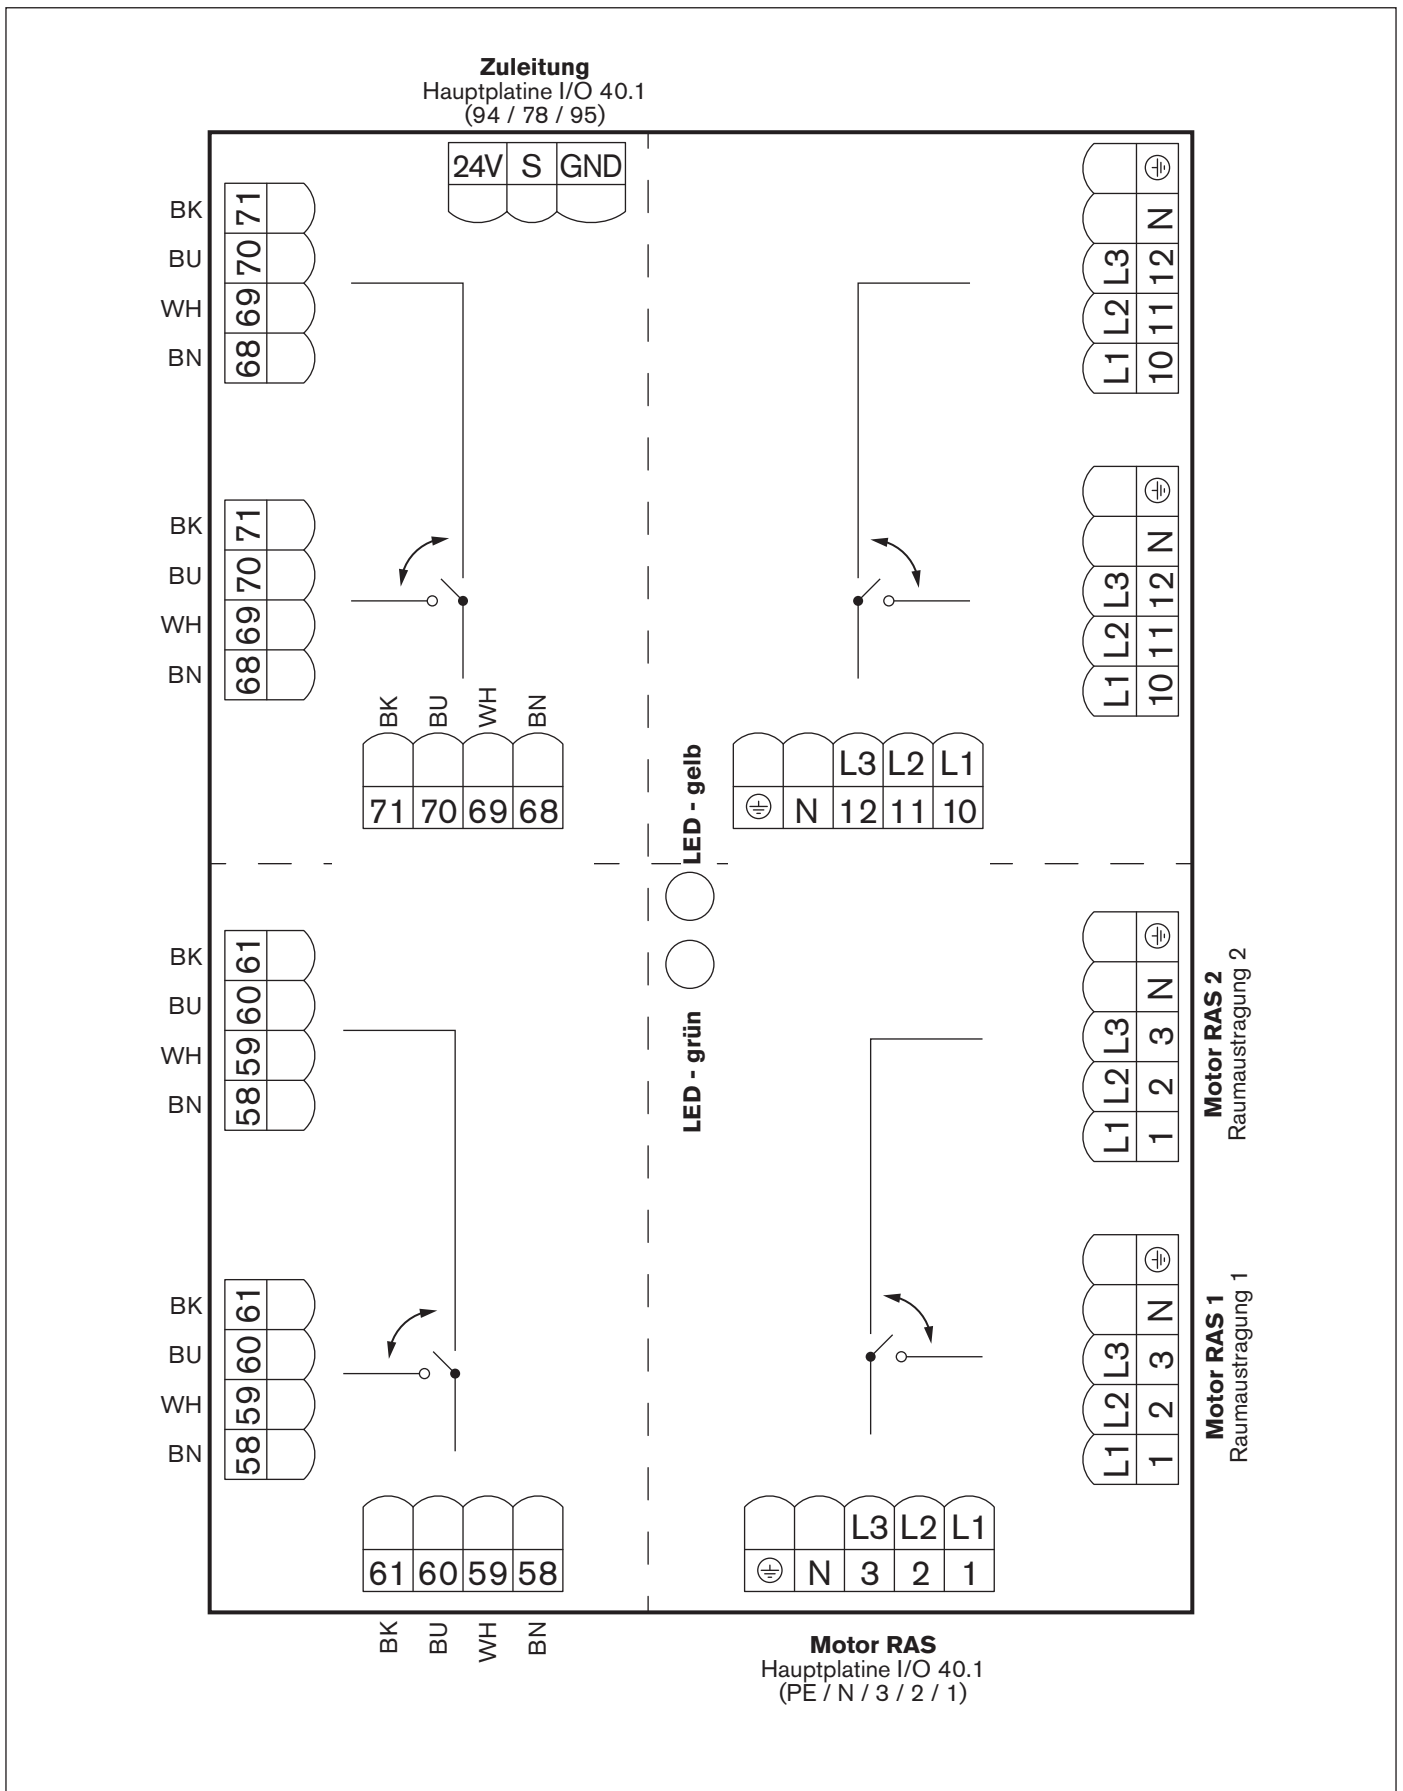 Zuleitung
Hauptplatine I/O 40.1
(94 / 78 / 95)
24V S GND
BK 71
BU 70
WH 69
BN 68
N
L3 12
L2 11
L1 10
BK 71
BU 70
WH 69
BN 68
N
L3 12
L2 11
L1 10
BK BU WH BN
71 70 69 68
L3 L2 L1
N 12 11 10
LED - gelb
LED - grün
BK 61
BU 60
WH 59
BN 58
N
L3 3
L2 2
L1 1
Motor RAS 2
Raumaustragung 2
BK 61
BU 60
WH 59
BN 58
N
L3 3
L2 2
L1 1
Motor RAS 1
Raumaustragung 1
61 60 59 58
BK BU WH BN
L3 L2 L1
N 3 2 1
Motor RAS
Hauptplatine I/O 40.1
(PE / N / 3 / 2 / 1)